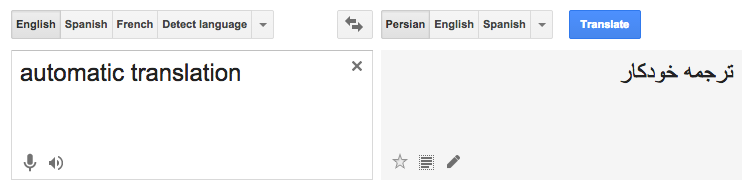 English Spanish French Detect language
Persian English Spanish Translate
automatic translation
ترجمه خودکار